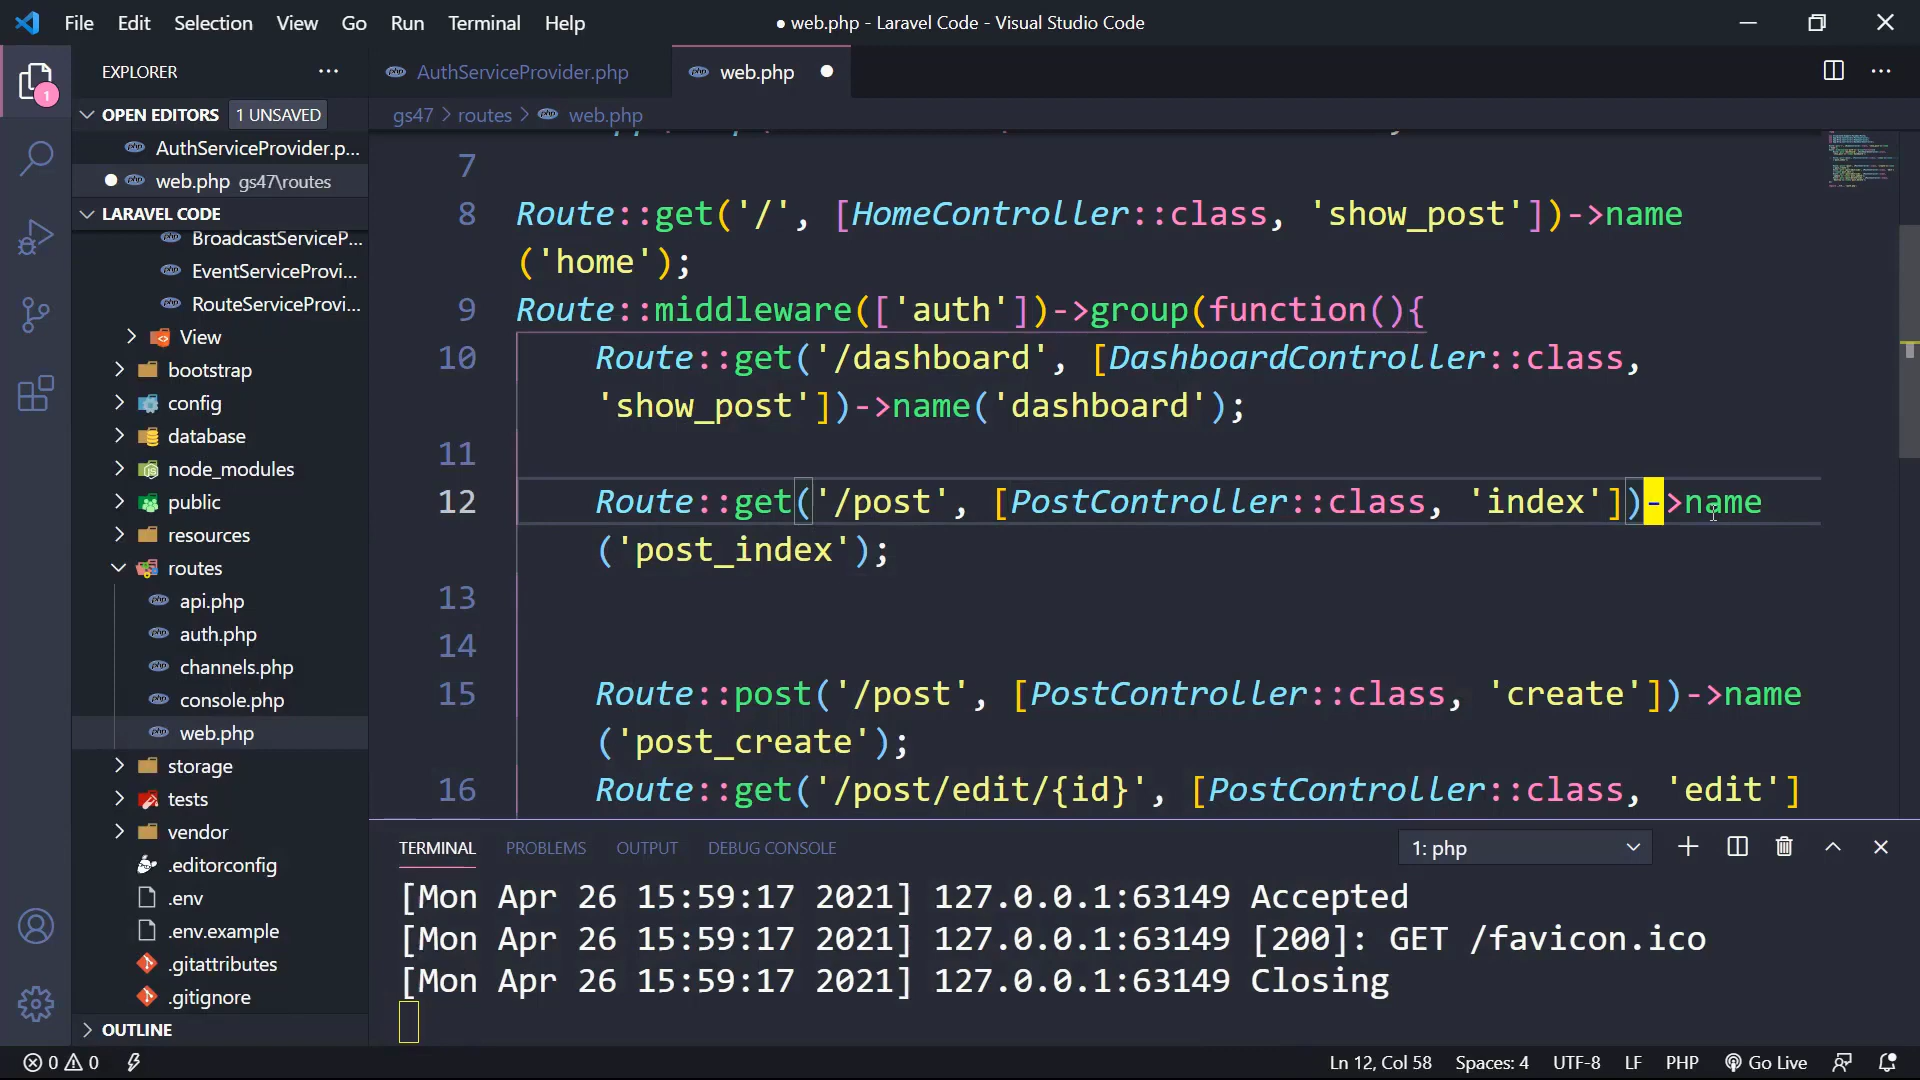 File Edit Selection View Go Run Terminal Help
● web.php - Laravel Code - Visual Studio Code
EXPLORER
1
OPEN EDITORS 1 UNSAVED
AuthServiceProvider.p...
web.php gs47\routes
LARAVEL CODE
BroadcastServiceP...
EventServiceProvi...
RouteServiceProvi...
View
bootstrap
config
database
node_modules
public
resources
routes
api.php
auth.php
channels.php
console.php
web.php
storage
tests
vendor
.editorconfig
.env
.env.example
.gitattributes
.gitignore
OUTLINE
AuthServiceProvider.php
web.php
gs47 > routes > web.php
7
8 Route::get('/', [HomeController::class, 'show_post'])->name
('home');
9 Route::middleware(['auth'])->group(function(){
10 Route::get('/dashboard', [DashboardController::class,
'show_post'])->name('dashboard');
11
12 Route::get('/post', [PostController::class, 'index'])->name
('post_index');
13
14
15 Route::post('/post', [PostController::class, 'create'])->name
('post_create');
16 Route::get('/post/edit/{id}', [PostController::class, 'edit']
TERMINAL PROBLEMS OUTPUT DEBUG CONSOLE
1: php
[Mon Apr 26 15:59:17 2021] 127.0.0.1:63149 Accepted
[Mon Apr 26 15:59:17 2021] 127.0.0.1:63149 [200]: GET /favicon.ico
[Mon Apr 26 15:59:17 2021] 127.0.0.1:63149 Closing
0 0
Ln 12, Col 58 Spaces: 4 UTF-8 LF PHP Go Live